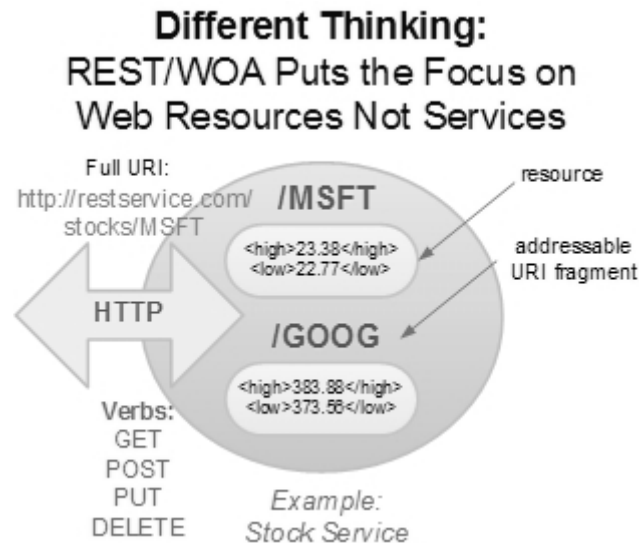 Different Thinking:
REST/WOA Puts the Focus on
Web Resources Not Services
Full URI:
http://restservice.com/
stocks/MSFT
/MSFT
<high>23.38</high>
<low>22.77</low>
resource
addressable
URI fragment
HTTP
/GOOG
<high>383.88</high>
<low>373.56</low>
Verbs:
GET
POST
PUT
DELETE
Example:
Stock Service